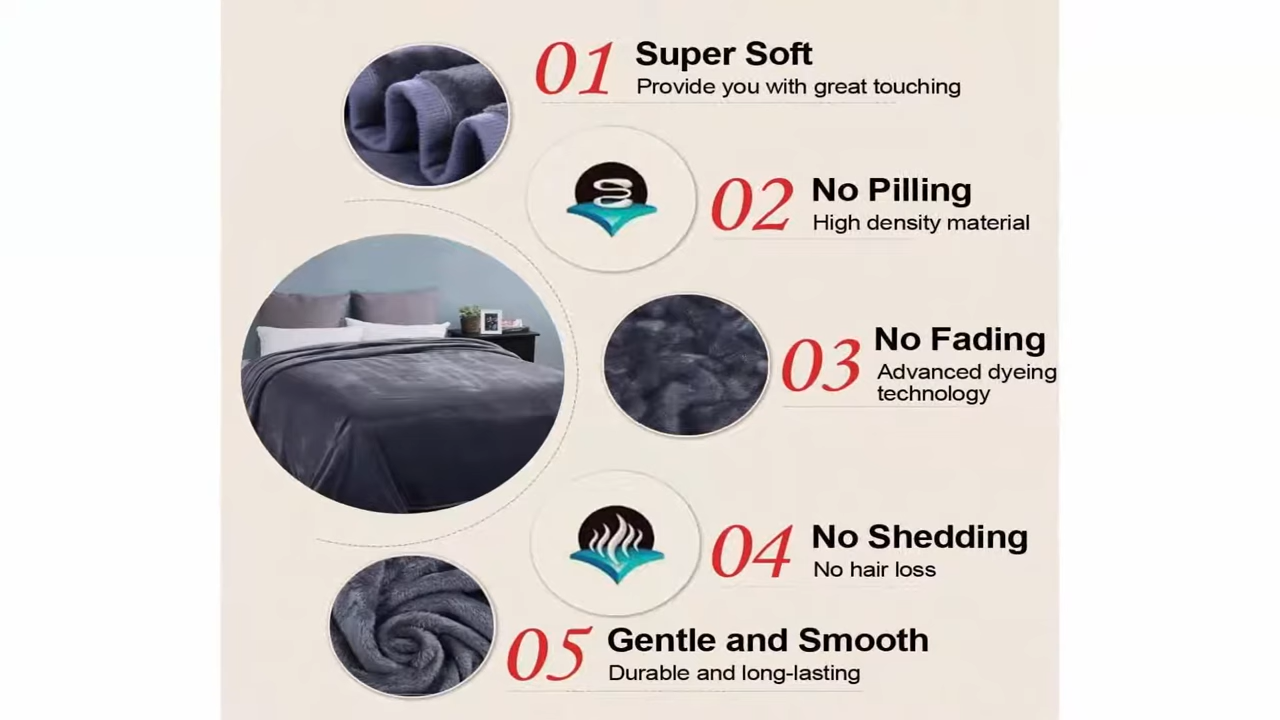 01 Super Soft
Provide you with great touching
02 No Pilling
High density material
03 No Fading
Advanced dyeing
technology
04 No Shedding
No hair loss
05 Gentle and Smooth
Durable and long-lasting